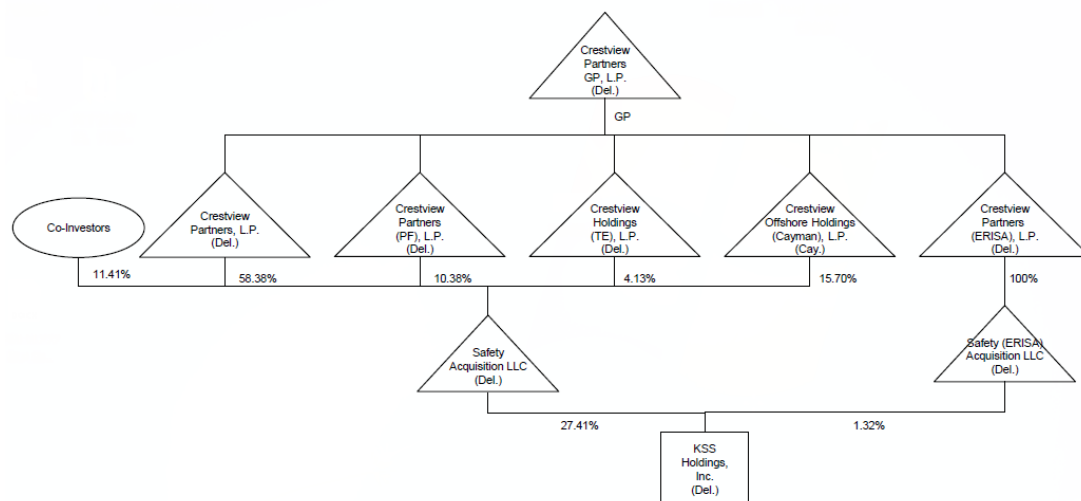 Crestview
Partners
GP, L.P.
(Del.)
GP
Co-Investors
Crestview
Partners, L.P.
(Del.)
Crestview
Partners
(PF), L.P.
(Del.)
Crestview
Holdings
(TE), L.P.
(Del.)
Crestview
Offshore Holdings
(Cayman), L.P.
(Cay.)
Crestview
Partners
(ERISA), L.P.
(Del.)
11.41%
58.38%
10.38%
4.13%
15.70%
100%
Safety
Acquisition LLC
(Del.)
Safety (ERISA)
Acquisition LLC
(Del.)
27.41%
1.32%
KSS
Holdings,
Inc.
(Del.)